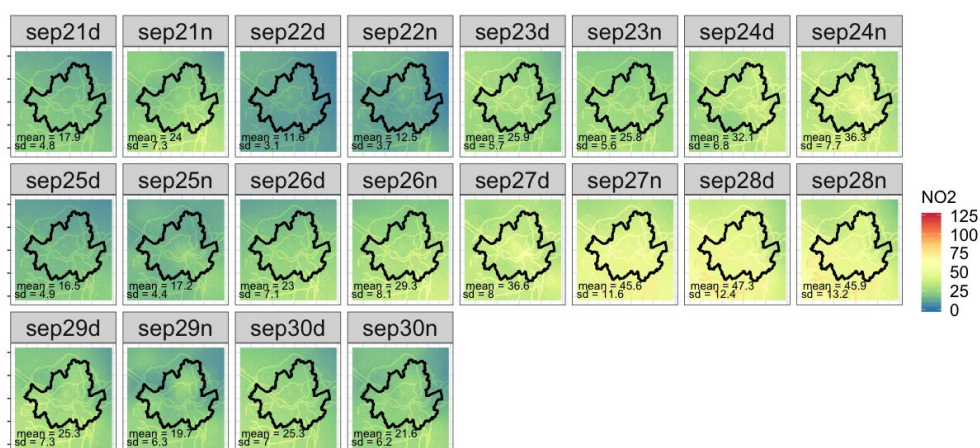 sep21d sep21n sep22d sep22n sep23d sep23n sep24d sep24n
mean = 17.9 mean = 24 mean = 11.6 mean = 12.5 mean = 25.9 mean = 25.8 mean = 32.1 mean = 36.3
sd = 4.8 sd = 7.3 sd = 3.1 sd = 3.7 sd = 5.7 sd = 5.6 sd = 6.8 sd = 7.7
sep25d sep25n sep26d sep26n sep27d sep27n sep28d sep28n
mean = 16.5 mean = 17.2 mean = 23 mean = 29.3 mean = 36.6 mean = 45.6 mean = 47.3 mean = 45.9
sd = 4.9 sd = 4.4 sd = 7.1 sd = 8.1 sd = 8 sd = 11.6 sd = 12.4 sd = 13.2
NO2
125
100
75
50
25
0
sep29d sep29n sep30d sep30n
mean = 25.3 mean = 19.7 mean = 25.3 mean = 21.6
sd = 7.3 sd = 6.3 sd = 7 sd = 6.2